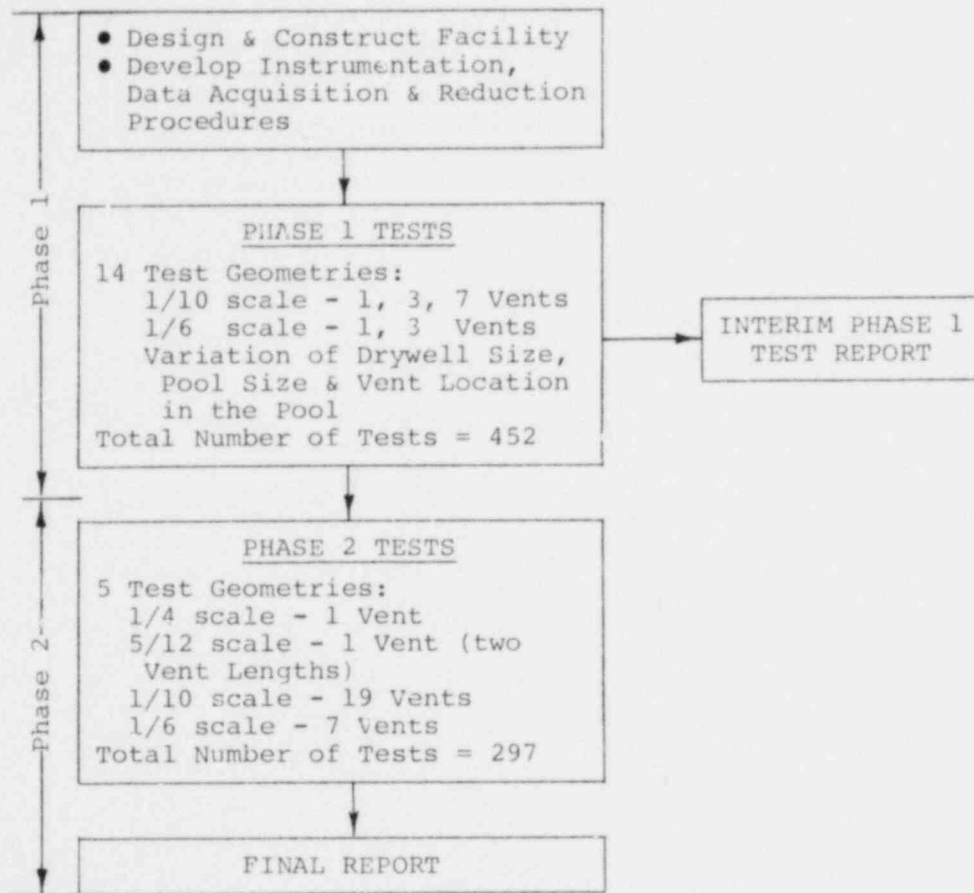 ● Design & Construct Facility
● Develop Instrumentation,
Data Acquisition & Reduction
Procedures
Phase 1
PHASE 1 TESTS
14 Test Geometries:
1/10 scale - 1, 3, 7 Vents
1/6 scale - 1, 3 Vents
Variation of Drywell Size,
Pool Size & Vent Location
in the Pool
Total Number of Tests = 452
INTERIM PHASE 1
TEST REPORT
Phase 2
PHASE 2 TESTS
5 Test Geometries:
1/4 scale - 1 Vent
5/12 scale - 1 Vent (two
Vent Lengths)
1/10 scale - 19 Vents
1/6 scale - 7 Vents
Total Number of Tests = 297
FINAL REPORT